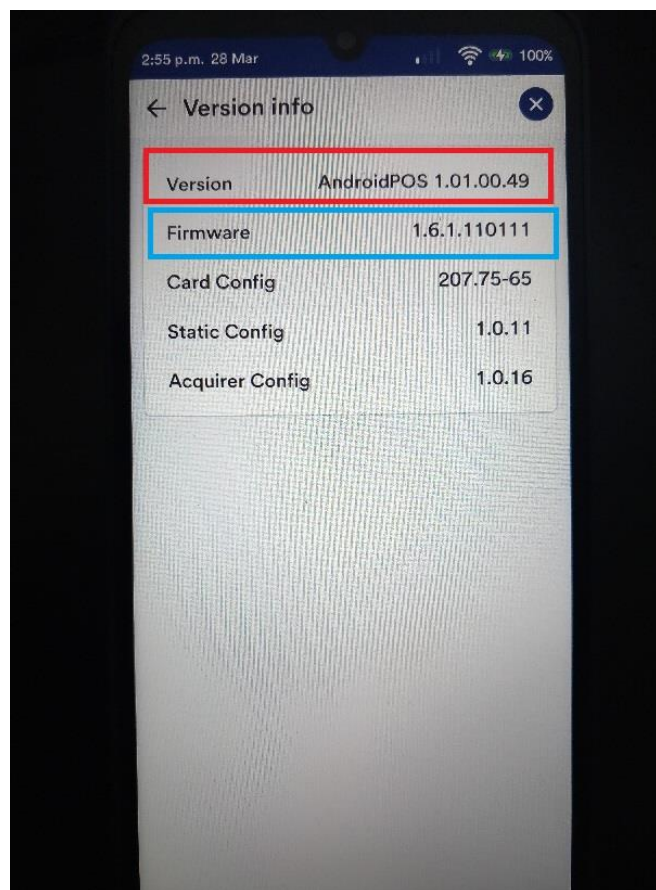 2:55 p.m. 28 Mar 100%
← Version info
Version AndroidPOS 1.01.00.49
Firmware 1.6.1.110111
Card Config 207.75-65
Static Config 1.0.11
Acquirer Config 1.0.16